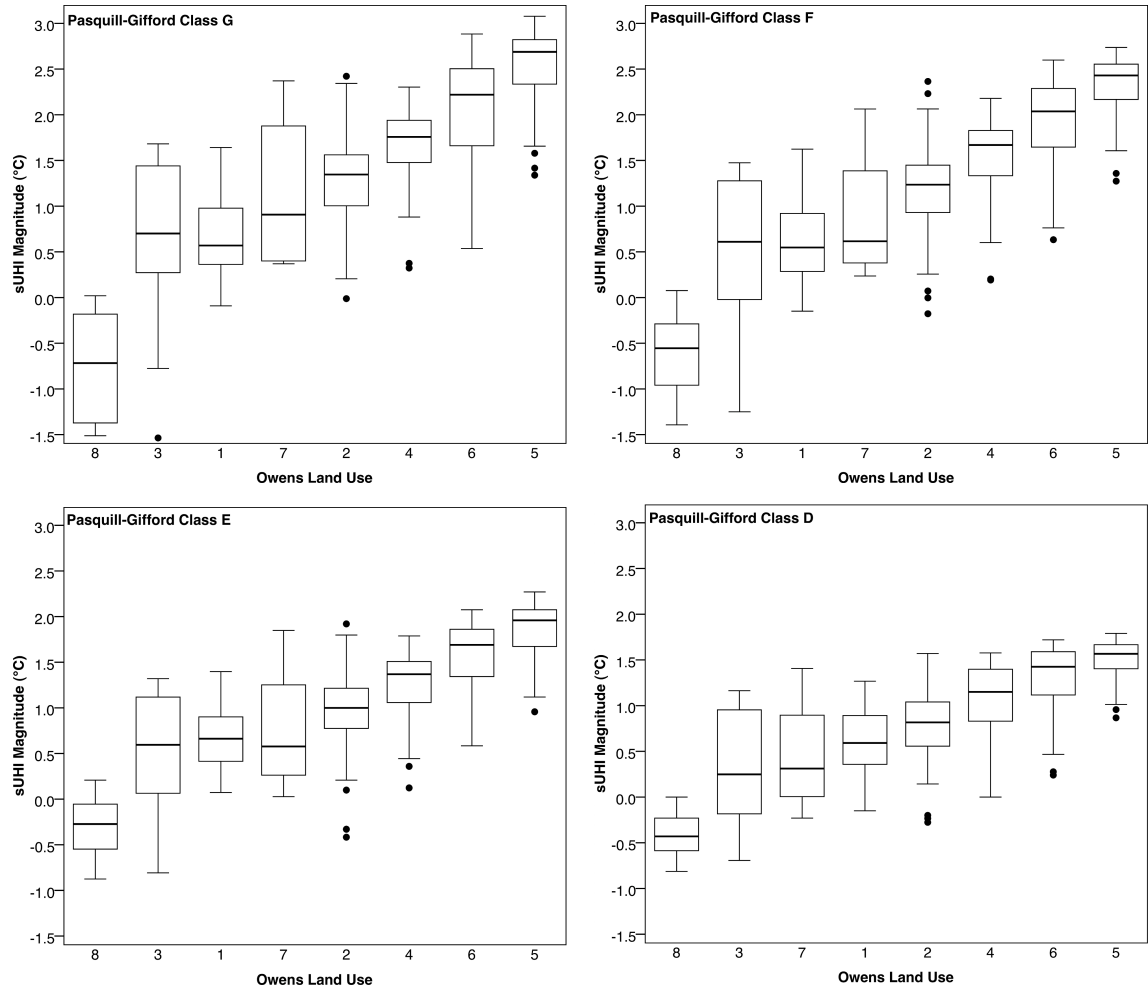 Pasquill-Gifford Class G
3.0
2.5
2.0
1.5
1.0
0.5
0.0
-0.5
-1.0
-1.5
sUHI Magnitude (°C)
8 3 1 7 2 4 6 5
Owens Land Use
Pasquill-Gifford Class F
3.0
2.5
2.0
1.5
1.0
0.5
0.0
-0.5
-1.0
-1.5
sUHI Magnitude (°C)
8 3 1 7 2 4 6 5
Owens Land Use
Pasquill-Gifford Class E
3.0
2.5
2.0
1.5
1.0
0.5
0.0
-0.5
-1.0
-1.5
sUHI Magnitude (°C)
8 3 1 7 2 4 6 5
Owens Land Use
Pasquill-Gifford Class D
3.0
2.5
2.0
1.5
1.0
0.5
0.0
-0.5
-1.0
-1.5
sUHI Magnitude (°C)
8 3 7 1 2 4 6 5
Owens Land Use